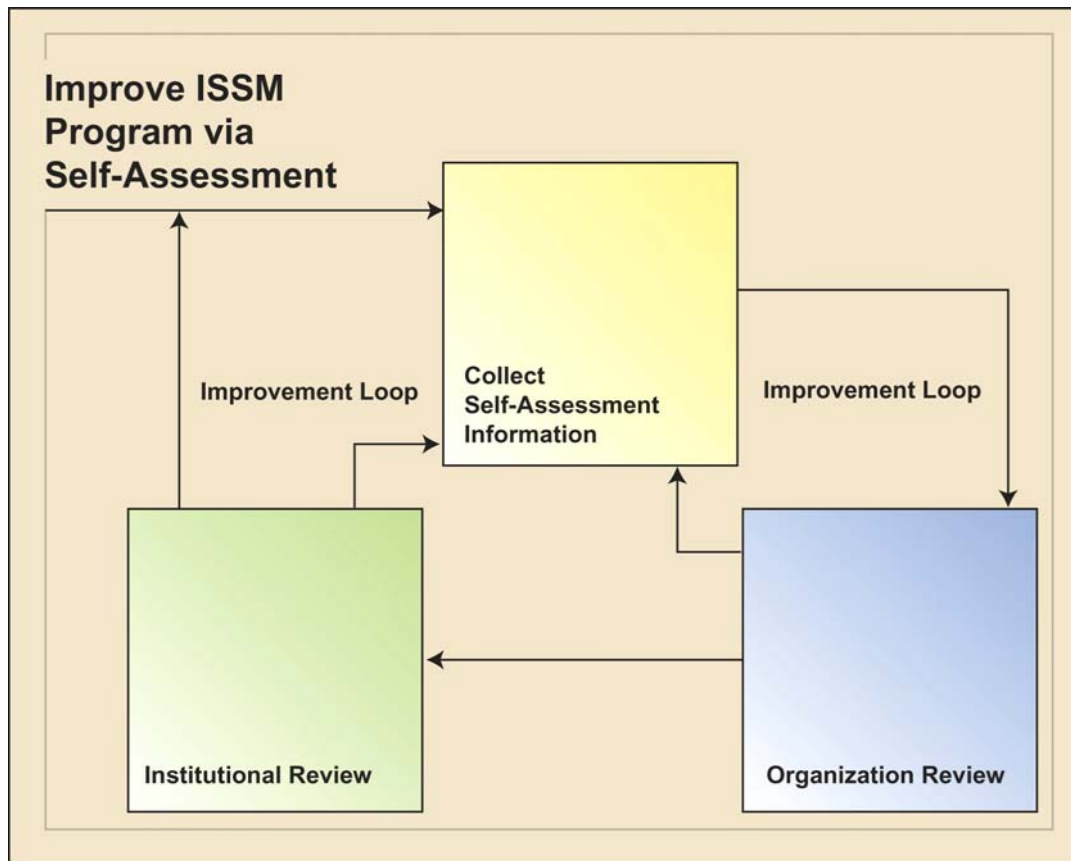 Improve ISSM
Program via
Self-Assessment
Improvement Loop
Collect
Self-Assessment
Information
Improvement Loop
Institutional Review
Organization Review